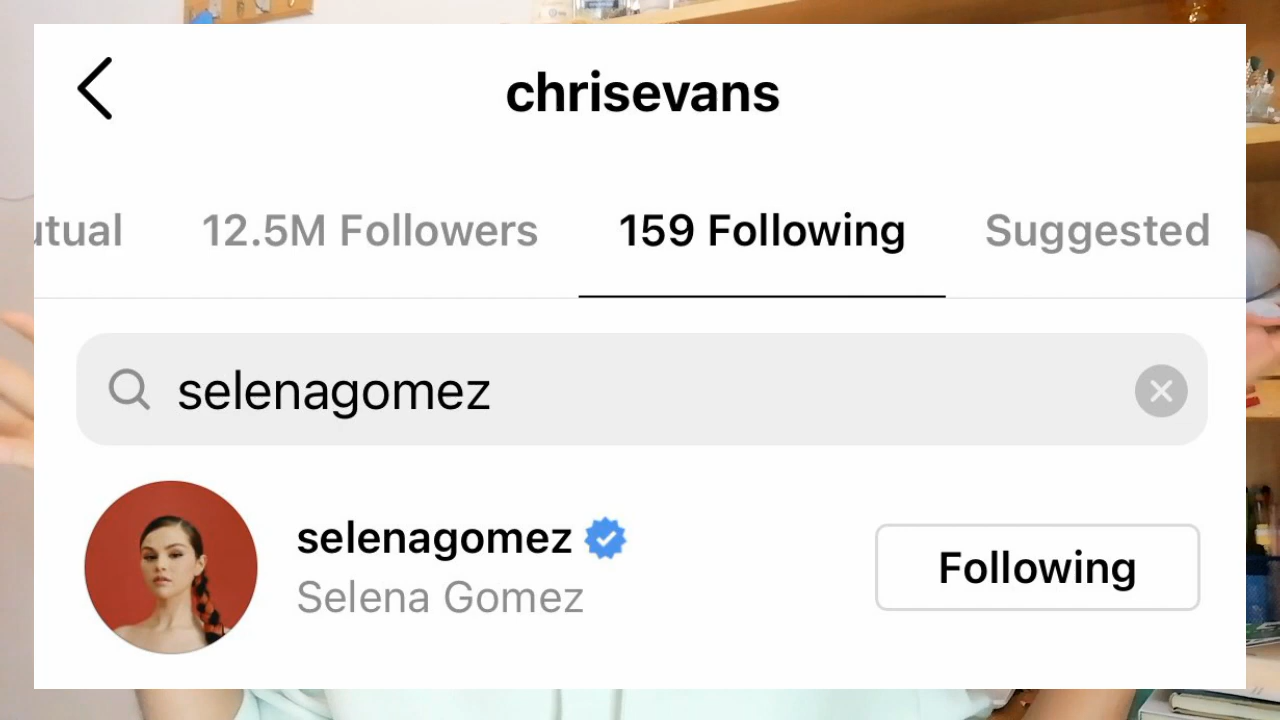 chrisevans
utual 12.5M Followers 159 Following Suggested
selenagomez
selenagomez
Selena Gomez
Following